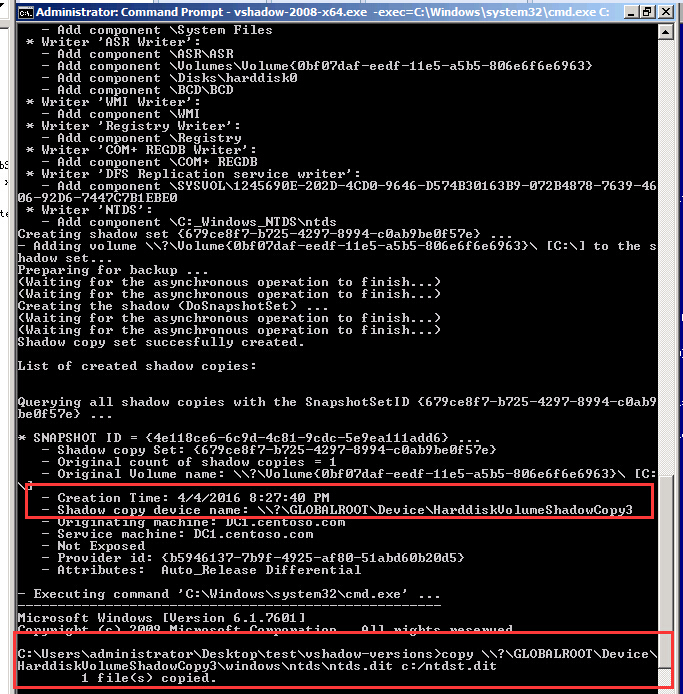 Administrator Command Prompt - vshadow-2008-x64.exe -exec=C:\Windows\system32\cmd.exe C:
- Add component \System Files
* Writer 'ASR Writer':
- Add component \ASR\ASR
- Add component \Volumes\Volume{0bf07daf-eedf-11e5-a5b5-806e6f6e6963}
- Add component \Disks\harddisk0
- Add component \BCD\BCD
* Writer 'WMI Writer':
- Add component \WMI
* Writer 'Registry Writer':
- Add component \Registry
* Writer 'COM+ REGDB Writer':
- Add component \COM+ REGDB
* Writer 'DFS Replication service writer':
- Add component \SYSVOL\1245690E-202D-4CD0-9646-D574B30163B9-072B4878-7639-46
06-92D6-7447C7B1EBE0
* Writer 'NTDS':
- Add component \C:_Windows_NTDS\ntds
Creating shadow set {679ce8f7-b725-4297-8994-c0ab9be0f57e} ...
- Adding volume \\?\Volume{0bf07daf-eedf-11e5-a5b5-806e6f6e6963}\ [C:\] to the s
hadow set...
Preparing for backup ...
(Waiting for the asynchronous operation to finish...)
(Waiting for the asynchronous operation to finish...)
Creating the shadow (DoSnapshotSet) ...
(Waiting for the asynchronous operation to finish...)
(Waiting for the asynchronous operation to finish...)
Shadow copy set succesfully created.
List of created shadow copies:
Querying all shadow copies with the SnapshotSetID {679ce8f7-b725-4297-8994-c0ab9
be0f57e} ...
* SNAPSHOT ID = {4e118ce6-6c9d-4c81-9cdc-5e9ea111add6} ...
- Shadow copy Set: {679ce8f7-b725-4297-8994-c0ab9be0f57e}
- Original count of shadow copies = 1
- Original Volume name: \\?\Volume{0bf07daf-eedf-11e5-a5b5-806e6f6e6963}\ [C:
\]
- Creation Time: 4/4/2016 8:27:40 PM
- Shadow copy device name: \\?\GLOBALROOT\Device\HarddiskVolumeShadowCopy3
- Originating machine: DC1.centoso.com
- Service machine: DC1.centoso.com
- Not Exposed
- Provider id: {b5946137-7b9f-4925-af80-51abd60b20d5}
- Attributes:  Auto_Release Differential
- Executing command 'C:\Windows\system32\cmd.exe' ...
-----------------------------------------------------
Microsoft Windows [Version 6.1.7601]
Copyright (c) 2009 Microsoft Corporation.  All rights reserved.
C:\Users\administrator\Desktop\test\vshadow-versions>copy \\?\GLOBALROOT\Device\
HarddiskVolumeShadowCopy3\windows\ntds\ntds.dit c:/ntdst.dit
1 file(s) copied.